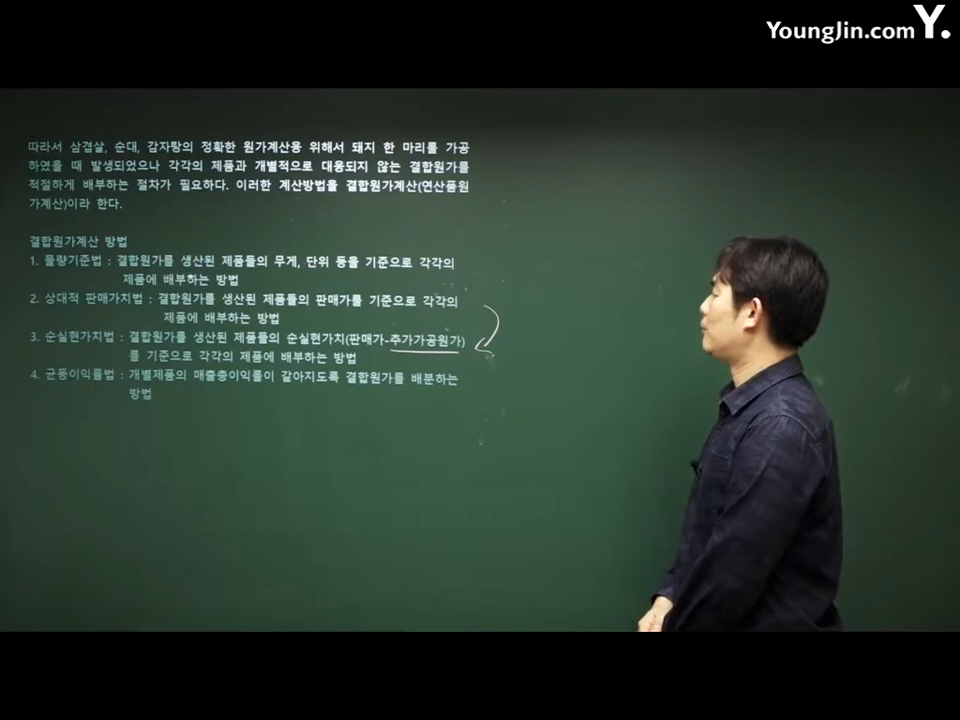 YoungJin.com Y.
따라서 삼겹살, 순대, 감자탕의 정확한 원가계산을 위해서 돼지 한 마리를 가공
하였을 때 발생되었으나 각각의 제품과 개별적으로 대응되지 않는 결합원가를
적절하게 배부하는 절차가 필요하다. 이러한 계산방법을 결합원가계산(연산품원
가계산)이라 한다.
결합원가계산 방법
1. 물량기준법 : 결합원가를 생산된 제품들의 무게, 단위 등을 기준으로 각각의
제품에 배부하는 방법
2. 상대적 판매가치법 : 결합원가를 생산된 제품들의 판매가를 기준으로 각각의
제품에 배부하는 방법
3. 순실현가치법 : 결합원가를 생산된 제품들의 순실현가치(판매가-추가가공원가)
를 기준으로 각각의 제품에 배부하는 방법
4. 균등이익률법 : 개별제품의 매출총이익률이 같아지도록 결합원가를 배분하는
방법